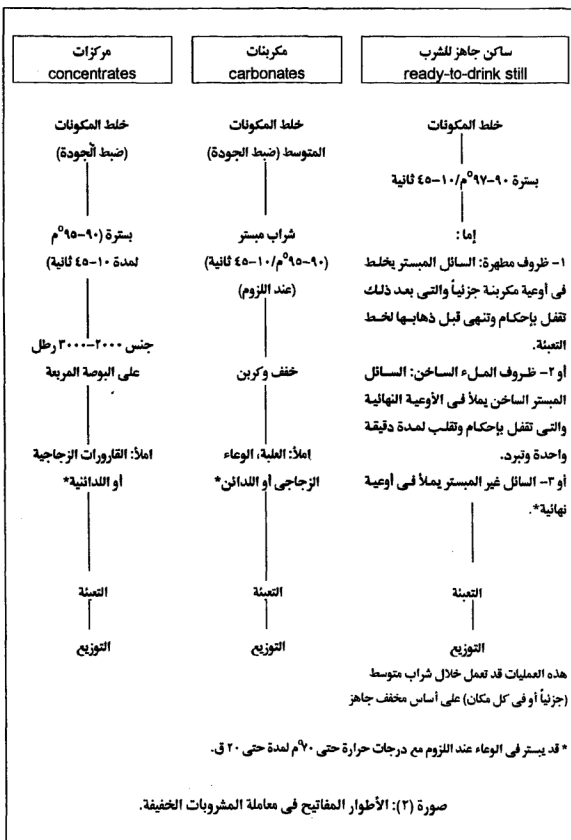 ساكن جاهز للشرب
ready-to-drink still
خلط المكونات
بسترة ٩٠-٩٧°م/١٠-٤٥ ثانية
إما:
١- ظروف مطهرة: السائل المبستر يخلط
فى أوعية مكربنة جزئياً والتى بعد ذلك
تقفل بإحكام وتنهى قبل ذهابها لخط
التعبئة.
أو ٢- ظروف الملء الساخن: السائل
المبستر الساخن يملأ فى الأوعية النهائية
والتى تقفل بإحكام وتقلب لمدة دقيقة
واحدة وتبرد.
أو ٣- السائل غير المبستر يملأ فى أوعية
نهائية*.
التعبئة
التوزيع
هذه العمليات قد تعمل خلال شراب متوسط
(جزئياً أو فى كل مكان) على أساس مخفف جاهز
مكربنات
carbonates
خلط المكونات
المتوسط (ضبط الجودة)
شراب مبستر
(٩٠-٩٥°م/١٠-٤٥ ثانية)
(عند اللزوم)
خفف وكربن
املأ: العلبة، الوعاء
الزجاجى أو اللدائن*
التعبئة
التوزيع
مركزات
concentrates
خلط المكونات
(ضبط الجودة)
بسترة (٩٠-٩٥°م
لمدة ١٠-٤٥ ثانية)
جنس ٢٠٠٠-٣٠٠٠ رطل
على البوصة المربعة
املأ: القارورات الزجاجية
أو اللدائنية*
التعبئة
التوزيع
* قد يبستر فى الوعاء عند اللزوم مع درجات حرارة حتى ٧٠°م لمدة حتى ٢٠ ق.
صورة (٢): الأطوار المفاتيح فى معاملة المشروبات الخفيفة.